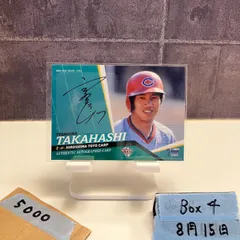 TAKAHASHI
HIROSHIMA TOYO CARP
AUTHENTIC AUTOGRAPHED CARD
5000
Box 4
8月15日